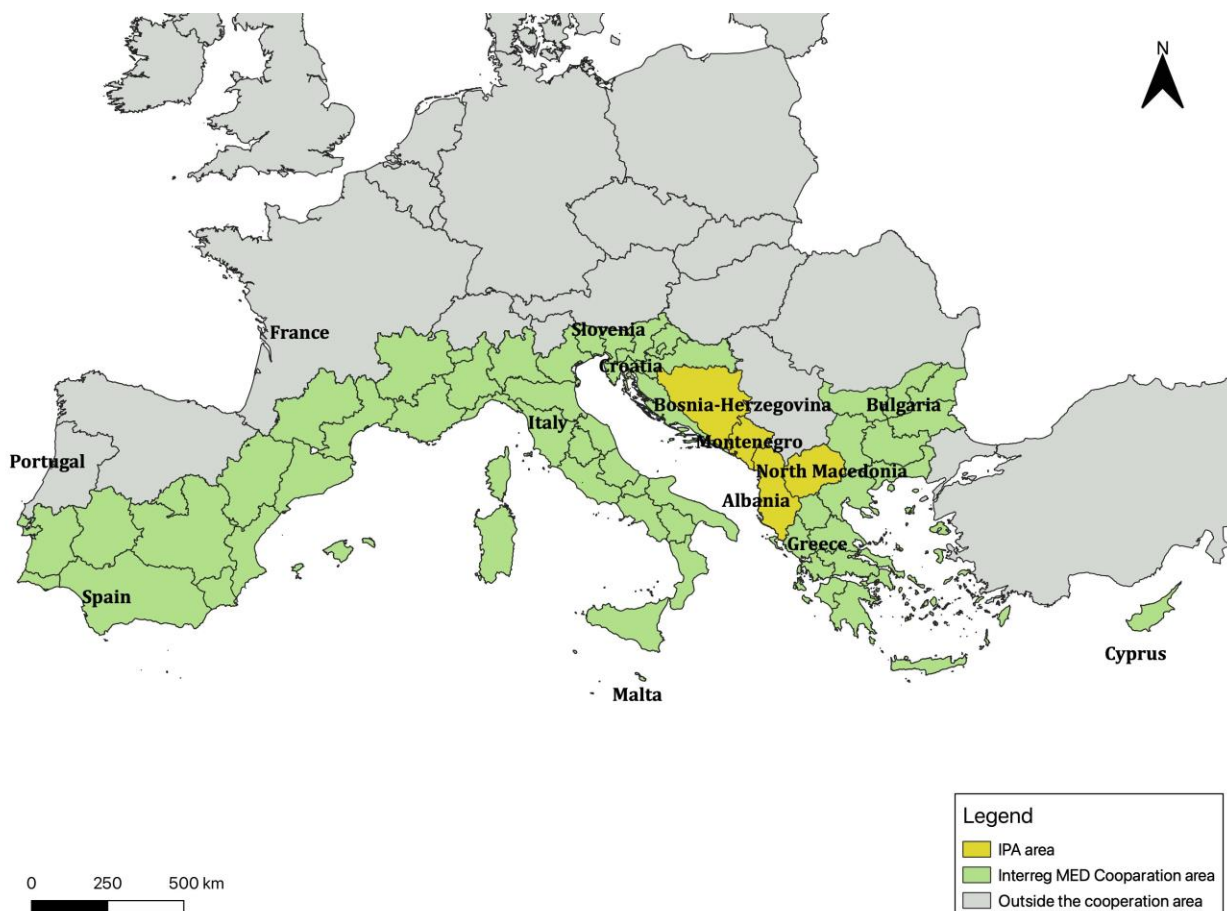 N
Slovenia
France
Croatia
Bosnia-Herzegovina
Bulgaria
Italy
Montenegro
Portugal
North Macedonia
Albania
Greece
Spain
Cyprus
Malta
Legend
IPA area
Interreg MED Cooparation area
Outside the cooperation area
0 250 500 km